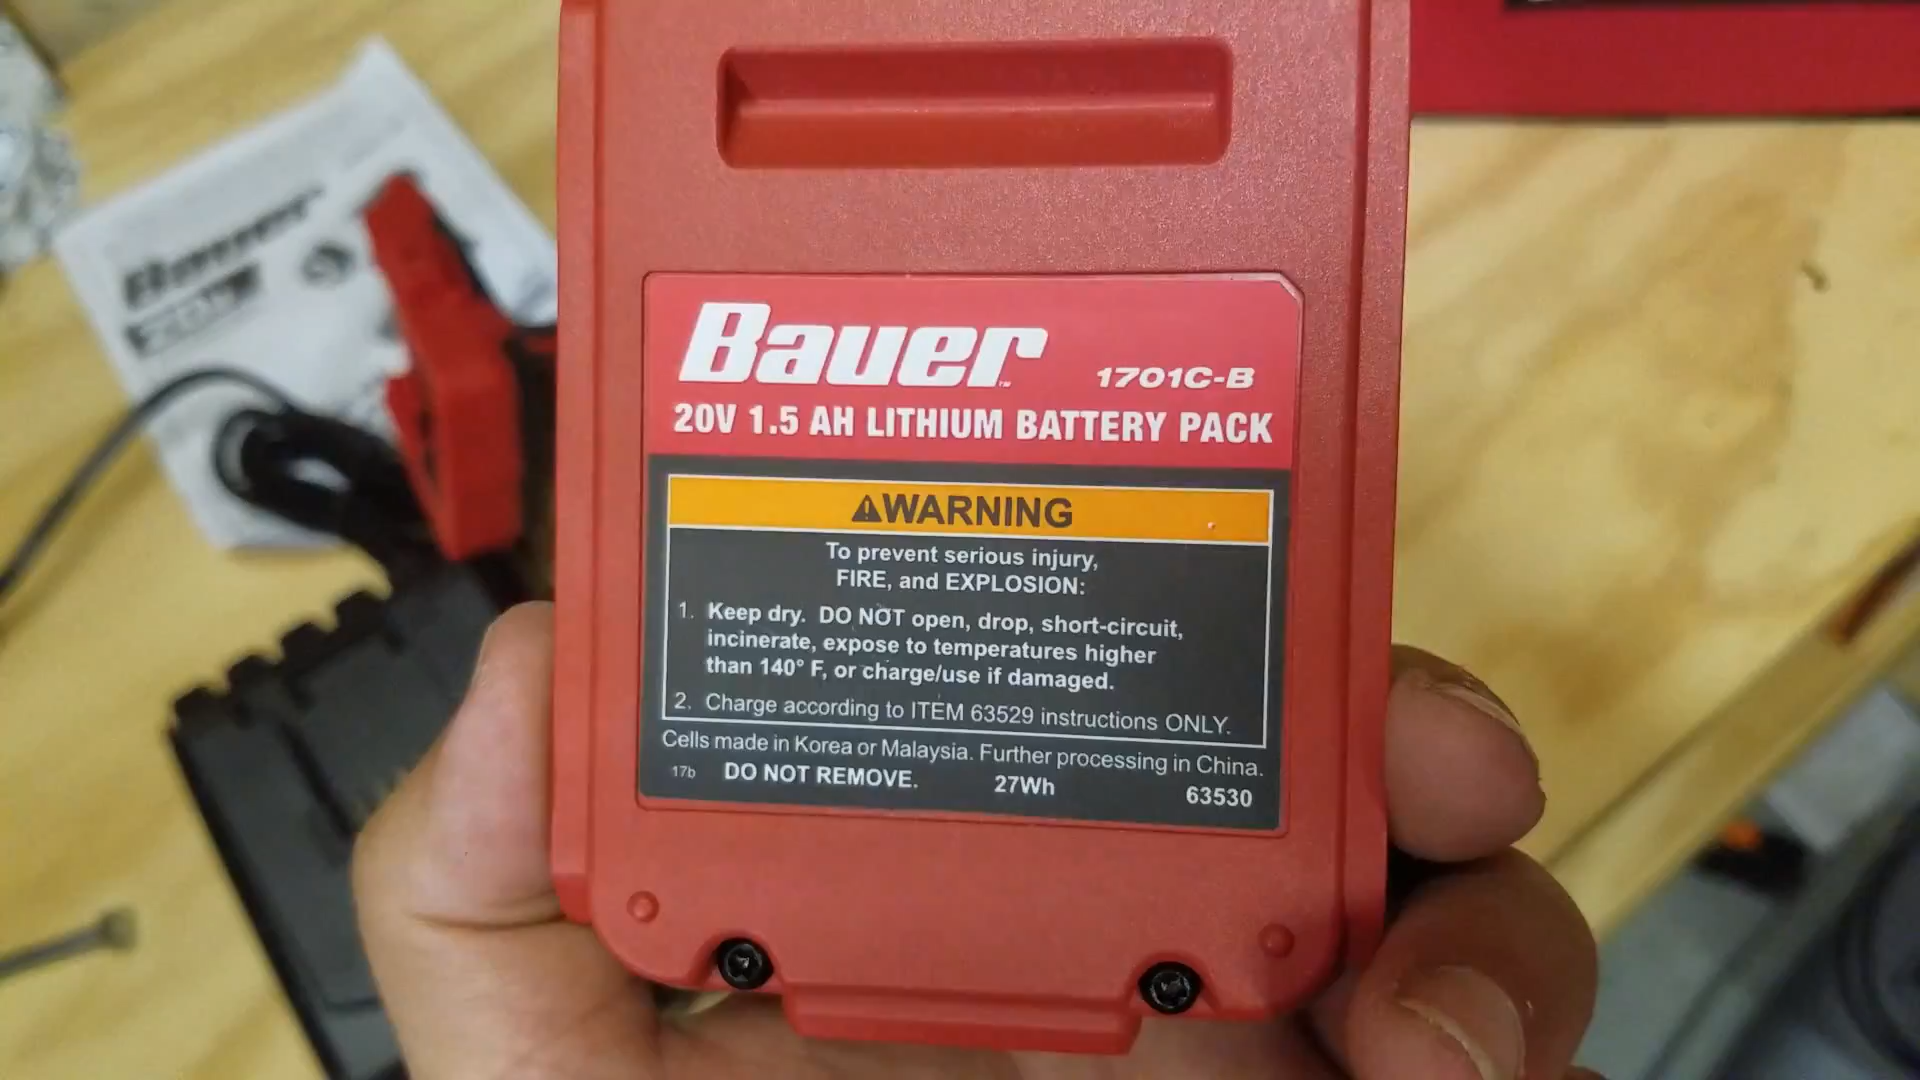 Bauer
Bauer™ 1701C-B
20V 1.5 AH LITHIUM BATTERY PACK
⚠WARNING
To prevent serious injury,
FIRE, and EXPLOSION:
1. Keep dry. DO NOT open, drop, short-circuit,
incinerate, expose to temperatures higher
than 140° F, or charge/use if damaged.
2. Charge according to ITEM 63529 instructions ONLY.
Cells made in Korea or Malaysia. Further processing in China.
17b DO NOT REMOVE. 27Wh 63530